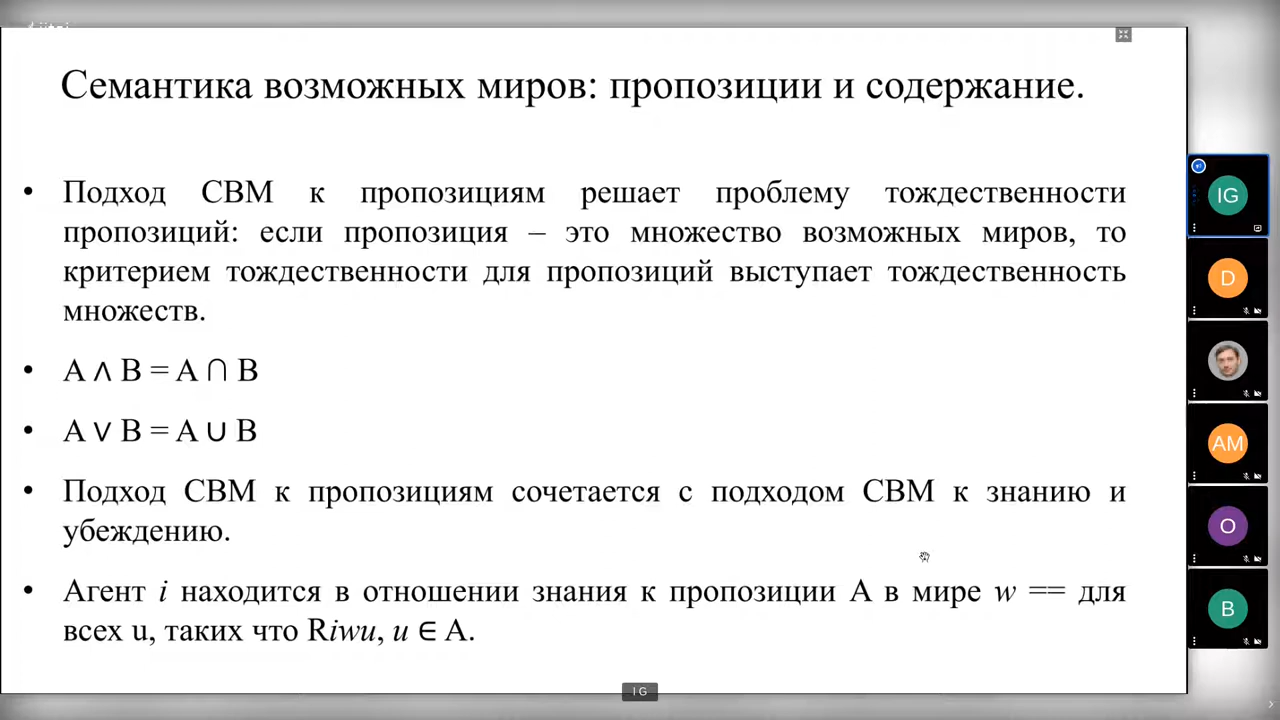 Семантика возможных миров: пропозиции и содержание.
• Подход СВМ к пропозициям решает проблему тождественности
пропозиций: если пропозиция – это множество возможных миров, то
критерием тождественности для пропозиций выступает тождественность
множеств.
• A ∧ B = A ∩ B
• A ∨ B = A ∪ B
• Подход СВМ к пропозициям сочетается с подходом СВМ к знанию и
убеждению.
• Агент i находится в отношении знания к пропозиции A в мире w == для
всех u, таких что Riwu, u ∈ A.
IG
D
AM
O
B
IG